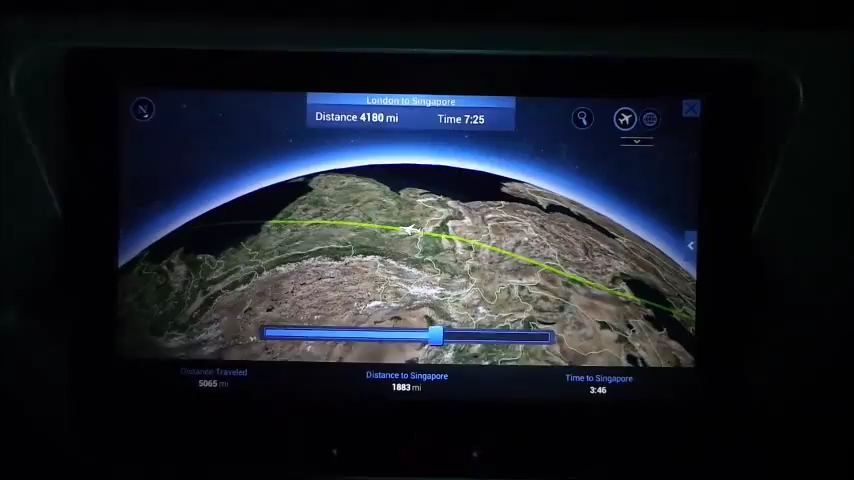 London to Singapore
Distance 4180 mi Time 7:25
N
Distance Traveled
5065 mi
Distance to Singapore
1883 mi
Time to Singapore
3:46